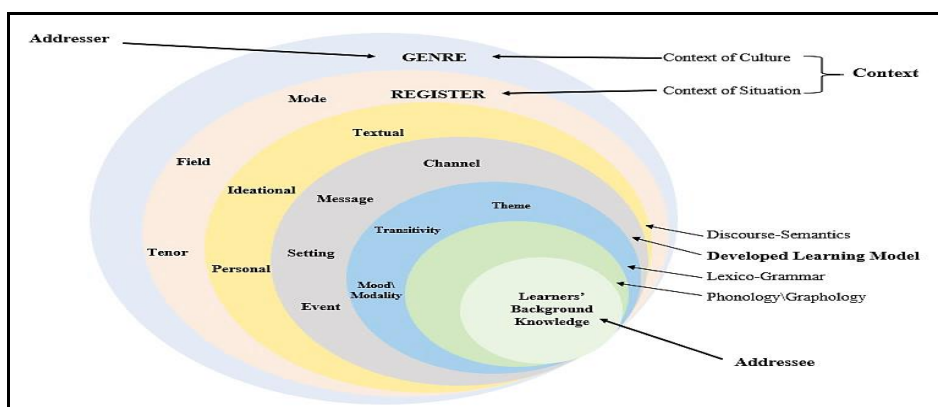 Addresser
GENRE
Context of Culture
Context
Mode
REGISTER
Context of Situation
Textual
Field
Channel
Ideational
Message
Theme
Transitivity
Discourse-Semantics
Tenor
Setting
Developed Learning Model
Personal
Lexico-Grammar
Mood\
Modality
Event
Learners'
Background
Knowledge
Phonology\Graphology
Addressee